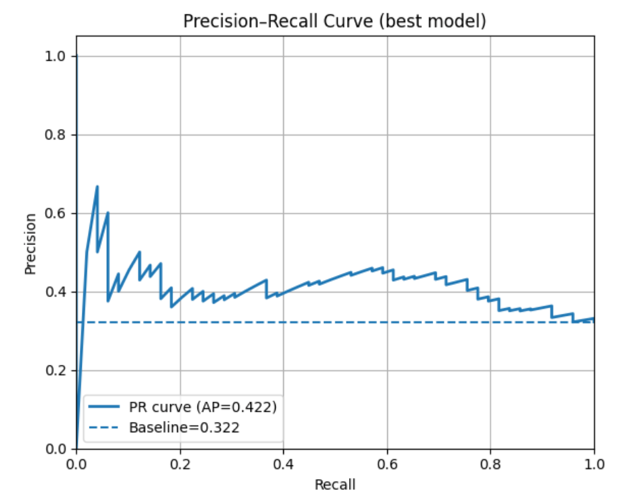 Precision–Recall Curve (best model)
1.0
0.8
0.6
0.4
0.2
0.0
Precision
PR curve (AP=0.422)
Baseline=0.322
0.0 0.2 0.4 0.6 0.8 1.0
Recall